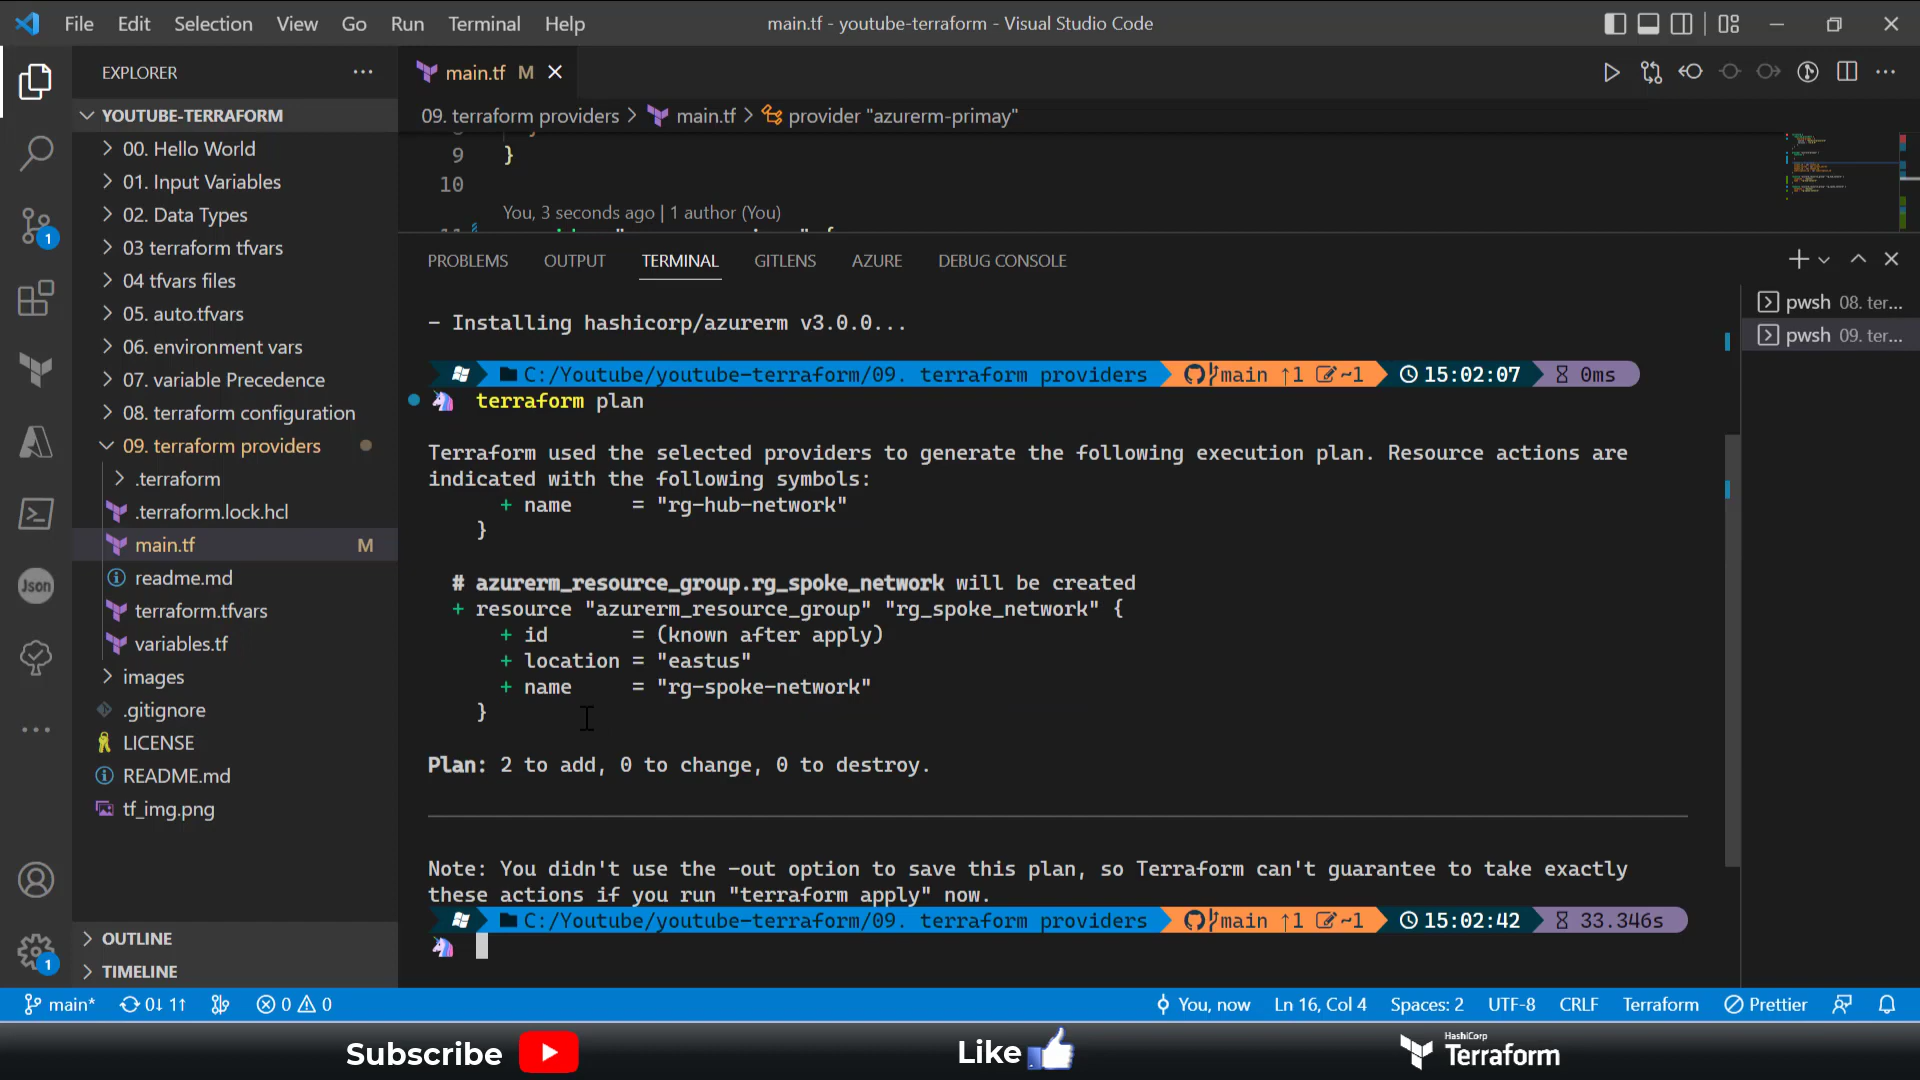 File Edit Selection View Go Run Terminal Help
main.tf - youtube-terraform - Visual Studio Code
EXPLORER
YOUTUBE-TERRAFORM
00. Hello World
01. Input Variables
02. Data Types
03 terraform tfvars
04 tfvars files
05. auto.tfvars
06. environment vars
07. variable Precedence
08. terraform configuration
09. terraform providers
.terraform
.terraform.lock.hcl
main.tf M
readme.md
terraform.tfvars
variables.tf
images
.gitignore
LICENSE
README.md
tf_img.png
OUTLINE
TIMELINE
1
Json
1
main.tf M
09. terraform providers > main.tf > provider "azurerm-primay"
9 }
10
You, 3 seconds ago | 1 author (You)
PROBLEMS OUTPUT TERMINAL GITLENS AZURE DEBUG CONSOLE
pwsh 08. ter...
pwsh 09. ter...
- Installing hashicorp/azurerm v3.0.0...
C:/Youtube/youtube-terraform/09. terraform providers main ↑1 ~1 15:02:07 0ms
terraform plan
Terraform used the selected providers to generate the following execution plan. Resource actions are
indicated with the following symbols:
+ name = "rg-hub-network"
}
# azurerm_resource_group.rg_spoke_network will be created
+ resource "azurerm_resource_group" "rg_spoke_network" {
+ id = (known after apply)
+ location = "eastus"
+ name = "rg-spoke-network"
}
Plan: 2 to add, 0 to change, 0 to destroy.
Note: You didn't use the -out option to save this plan, so Terraform can't guarantee to take exactly
these actions if you run "terraform apply" now.
C:/Youtube/youtube-terraform/09. terraform providers main ↑1 ~1 15:02:42 33.346s
main* 0↓ 1↑ 0 0 You, now Ln 16, Col 4 Spaces: 2 UTF-8 CRLF Terraform Prettier
Subscribe Like HashiCorp
Terraform